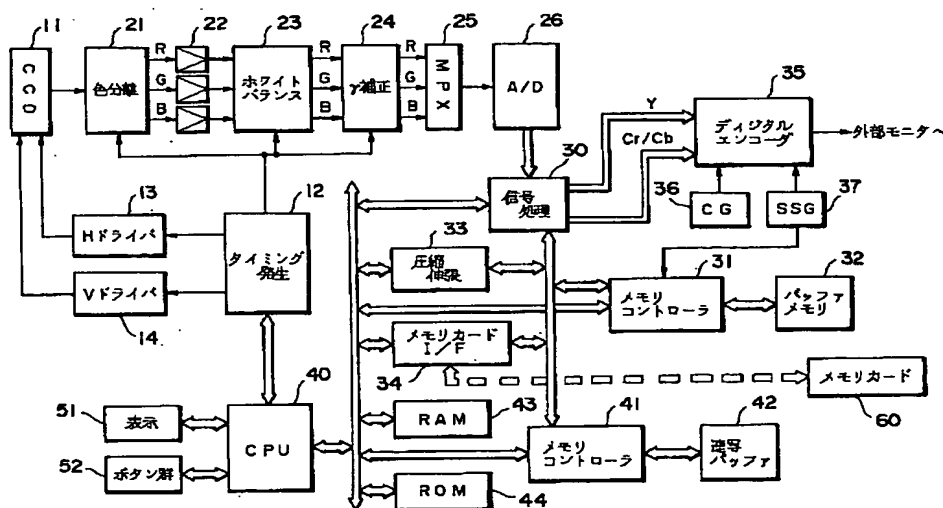 11
21
22
23
24
25
26
CCD
色分離
R
G
B
ホワイト
バランス
R
G
B
γ補正
R
G
B
MPX
A/D
35
Y
Cr/Cb
ディジタル
エンコーダ
外部モニタへ
13
12
30
36
37
Hドライバ
タイミング
発生
信号
処理
CG
SSG
33
31
32
Vドライバ
14
圧縮
伸張
メモリ
コントローラ
バッファ
メモリ
メモリカード
I/F
34
メモリカード
60
51
40
43
41
42
表示
CPU
RAM
メモリ
コントローラ
連写
バッファ
52
ボタン群
ROM
44